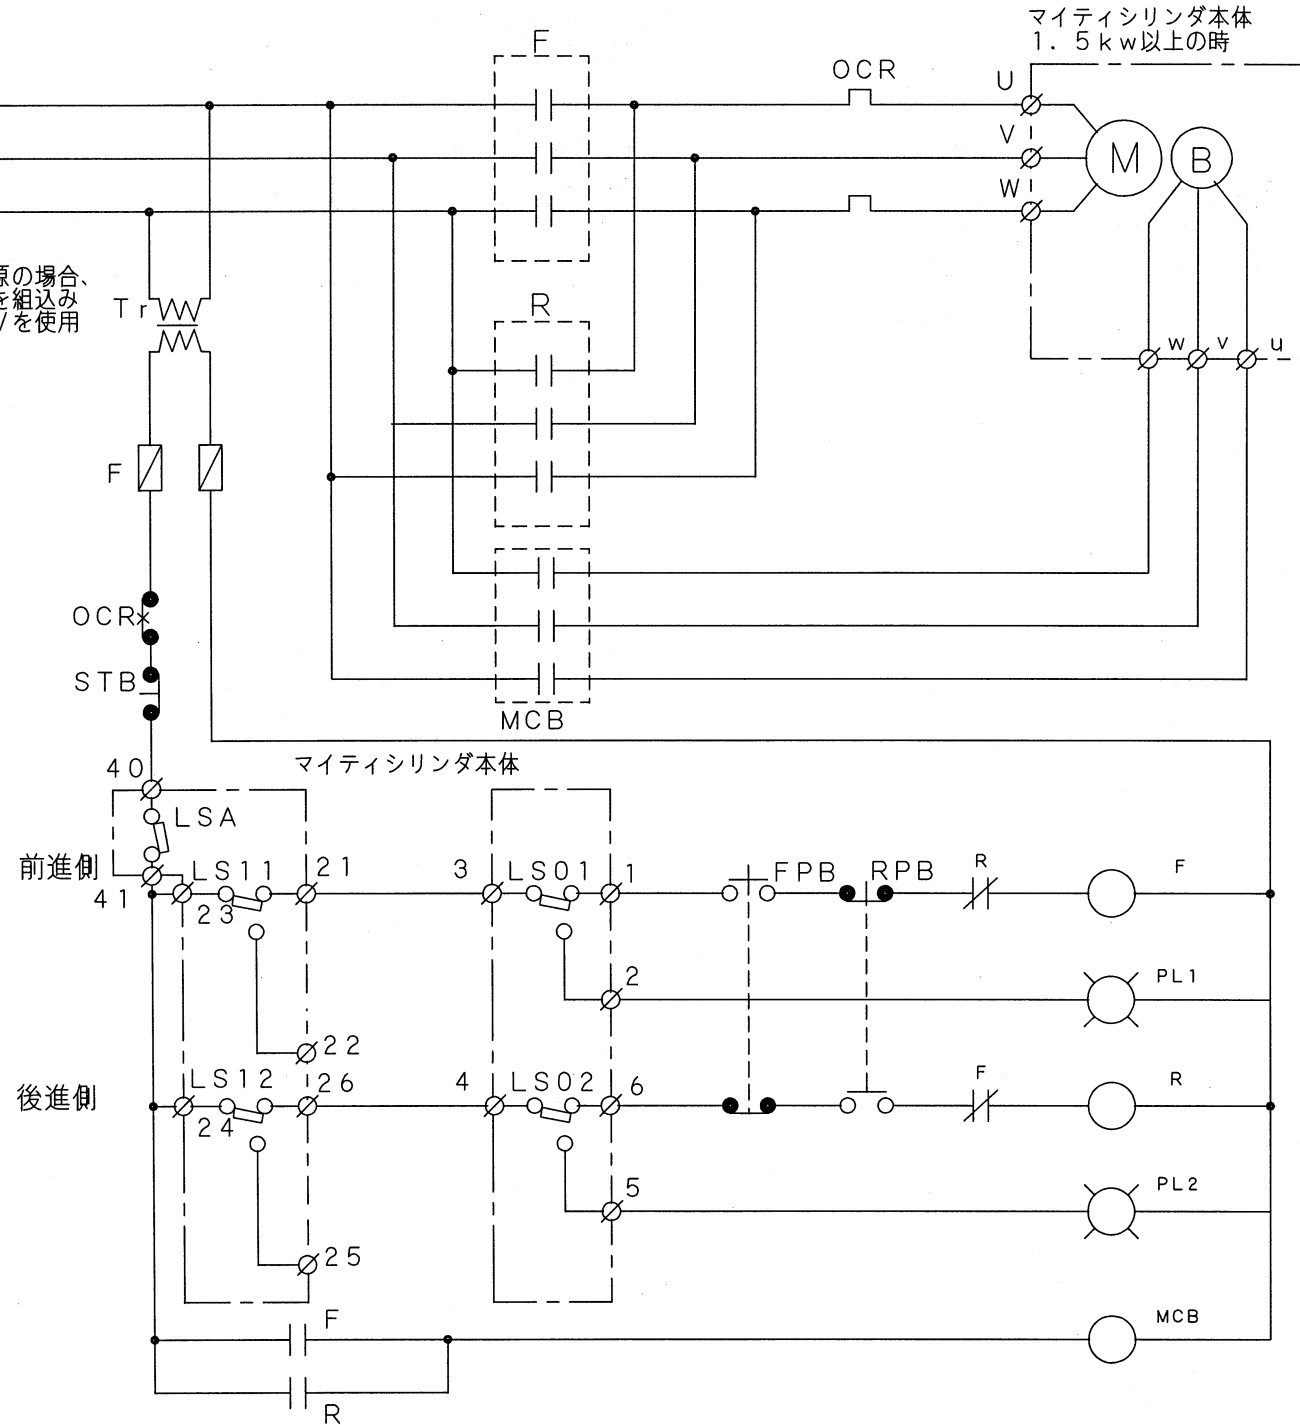 マイティシリンダ本体
1．5ｋｗ以上の時
F
OCR
U
V
W
M
B
原の場合、
を組込み
Vを使用
Tr
R
w
v
u
F
OCR
STB
MCB
40
マイティシリンダ本体
LSA
前進側
41
LS11
21
23
3
LS01
1
FPB
RPB
R
F
2
PL1
22
後進側
LS12
26
24
4
LS02
6
F
R
5
PL2
25
F
MCB
R